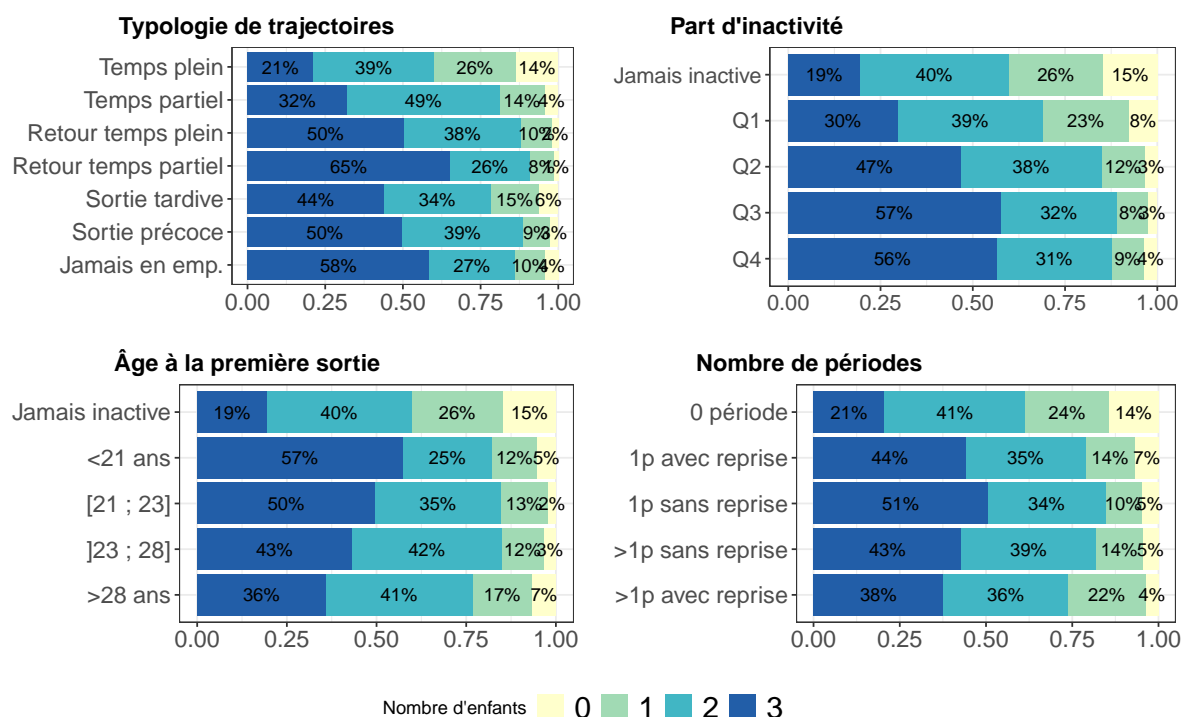 Typologie de trajectoires
Temps plein 21% 39% 26% 14%
Temps partiel 32% 49% 14% 4%
Retour temps plein 50% 38% 10% 2%
Retour temps partiel 65% 26% 8% 1%
Sortie tardive 44% 34% 15% 6%
Sortie précoce 50% 39% 9% 3%
Jamais en emp. 58% 27% 10% 4%
0.00 0.25 0.50 0.75 1.00
Part d'inactivité
Jamais inactive 19% 40% 26% 15%
Q1 30% 39% 23% 8%
Q2 47% 38% 12% 3%
Q3 57% 32% 8% 3%
Q4 56% 31% 9% 4%
0.00 0.25 0.50 0.75 1.00
Âge à la première sortie
Jamais inactive 19% 40% 26% 15%
<21 ans 57% 25% 12% 5%
[21 ; 23] 50% 35% 13% 2%
]23 ; 28] 43% 42% 12% 3%
>28 ans 36% 41% 17% 7%
0.00 0.25 0.50 0.75 1.00
Nombre de périodes
0 période 21% 41% 24% 14%
1p avec reprise 44% 35% 14% 7%
1p sans reprise 51% 34% 10% 5%
>1p sans reprise 43% 39% 14% 5%
>1p avec reprise 38% 36% 22% 4%
0.00 0.25 0.50 0.75 1.00
Nombre d'enfants 0 1 2 3